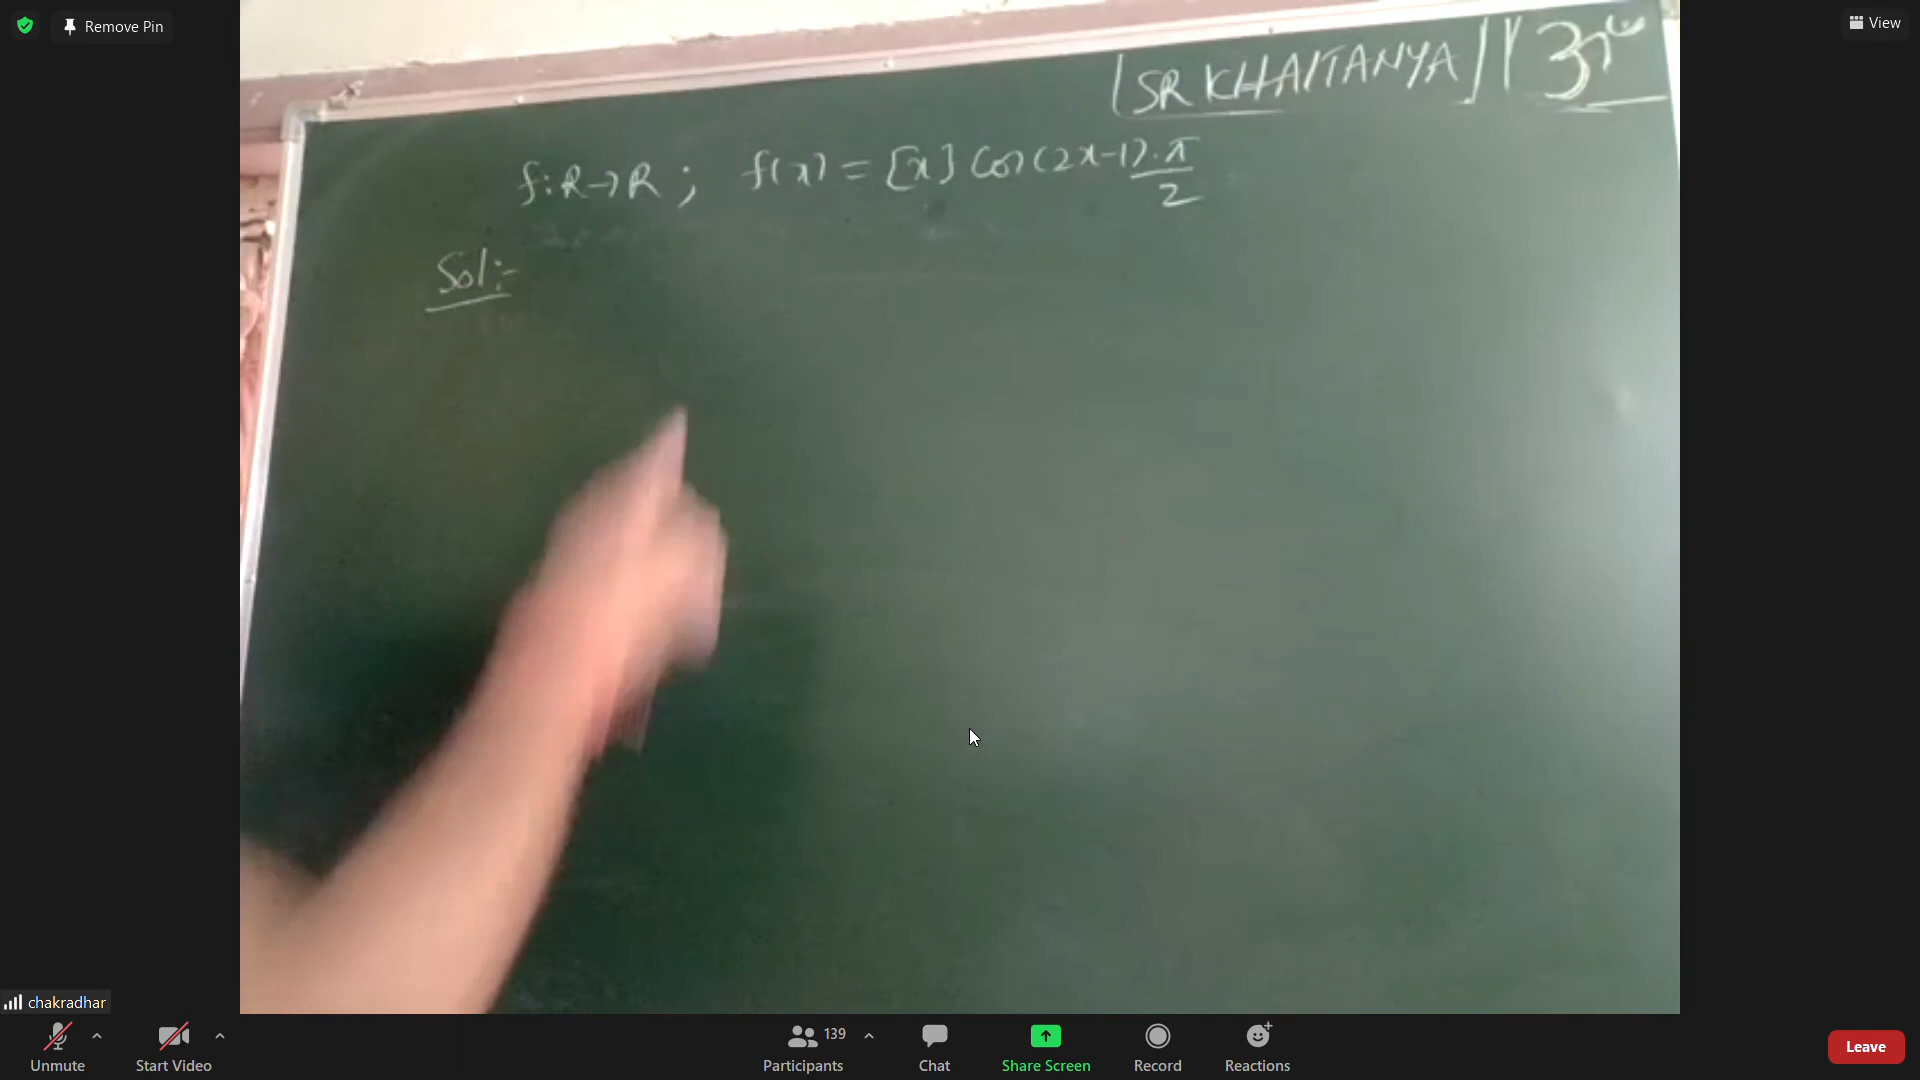 Remove Pin
View
SR KHAITANYA
f: R→R ; f(x) = [x] Cos(2x-1)·π/2
Sol:-
chakradhar
Unmute
Start Video
139
Participants
Chat
Share Screen
Record
Reactions
Leave